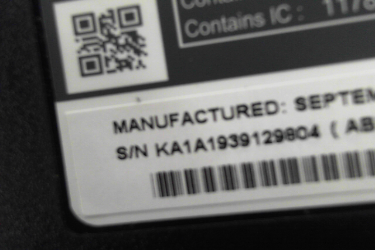 Contains IC :
MANUFACTURED: SEPTEM
S/N KA1A1939129804 ( AB